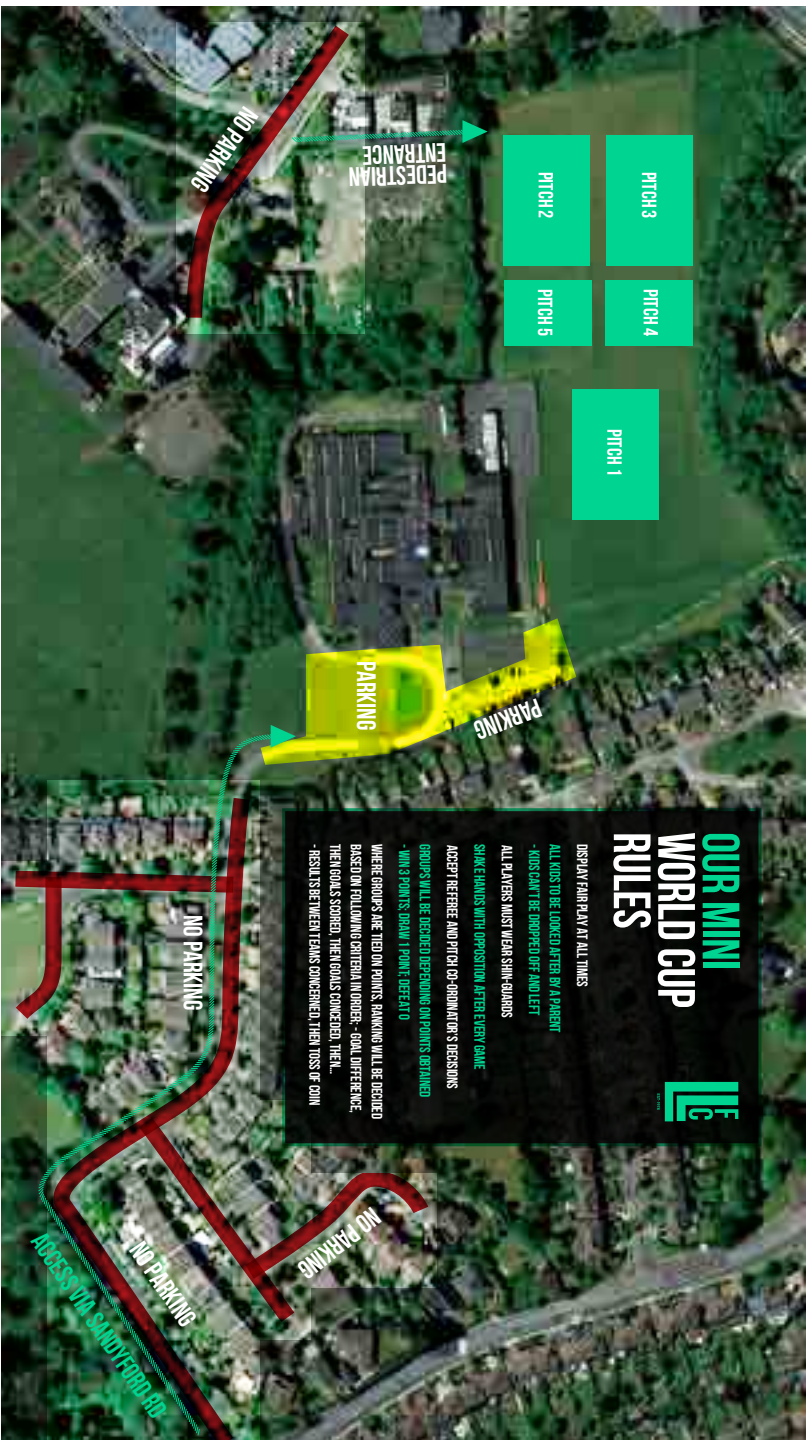 NO PARKING
PEDESTRIAN
ENTRANCE
PITCH 3
PITCH 2
PITCH 4
PITCH 5
PITCH 1
PARKING
PARKING
OUR MINI
WORLD CUP
RULES
DISPLAY FAIR PLAY AT ALL TIMES
ALL KIDS TO BE LOOKED AFTER BY A PARENT
- KIDS CAN'T BE DROPPED OFF AND LEFT
ALL PLAYERS MUST WEAR SHIN-GUARDS
SHAKE HANDS WITH OPPOSITION AFTER EVERY GAME
ACCEPT REFEREE AND PITCH CO-ORDINATOR'S DECISIONS
GROUPS WILL BE DECIDED DEPENDING ON POINTS OBTAINED
- WIN 3 POINTS: DRAW 1 POINT: DEFEAT 0
WHERE GROUPS ARE TIED ON POINTS, RANKING WILL BE DECIDED
BASED ON FOLLOWING CRITERIA IN ORDER: - GOAL DIFFERENCE,
THEN GOALS SCORED, THEN GOALS CONCEDED, THEN...
- RESULTS BETWEEN TEAMS CONCERNED, THEN TOSS OF COIN
FC
NO PARKING
NO PARKING
NO PARKING
ACCESS VIA SANDYFORD RD